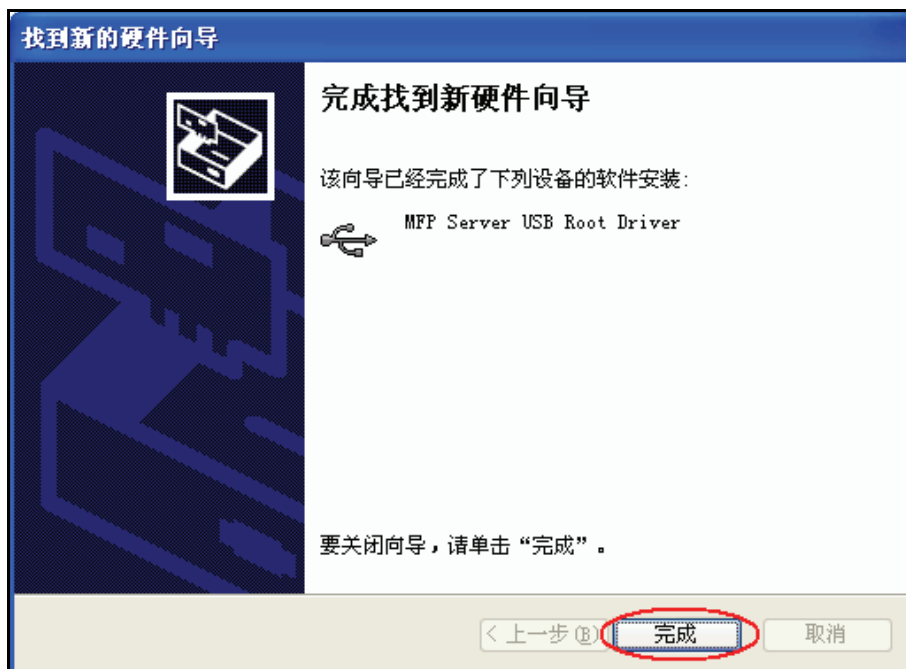 找到新的硬件向导
完成找到新硬件向导
该向导已经完成了下列设备的软件安装:
MFP Server USB Root Driver
要关闭向导，请单击“完成”。
< 上一步(B) 完成 取消